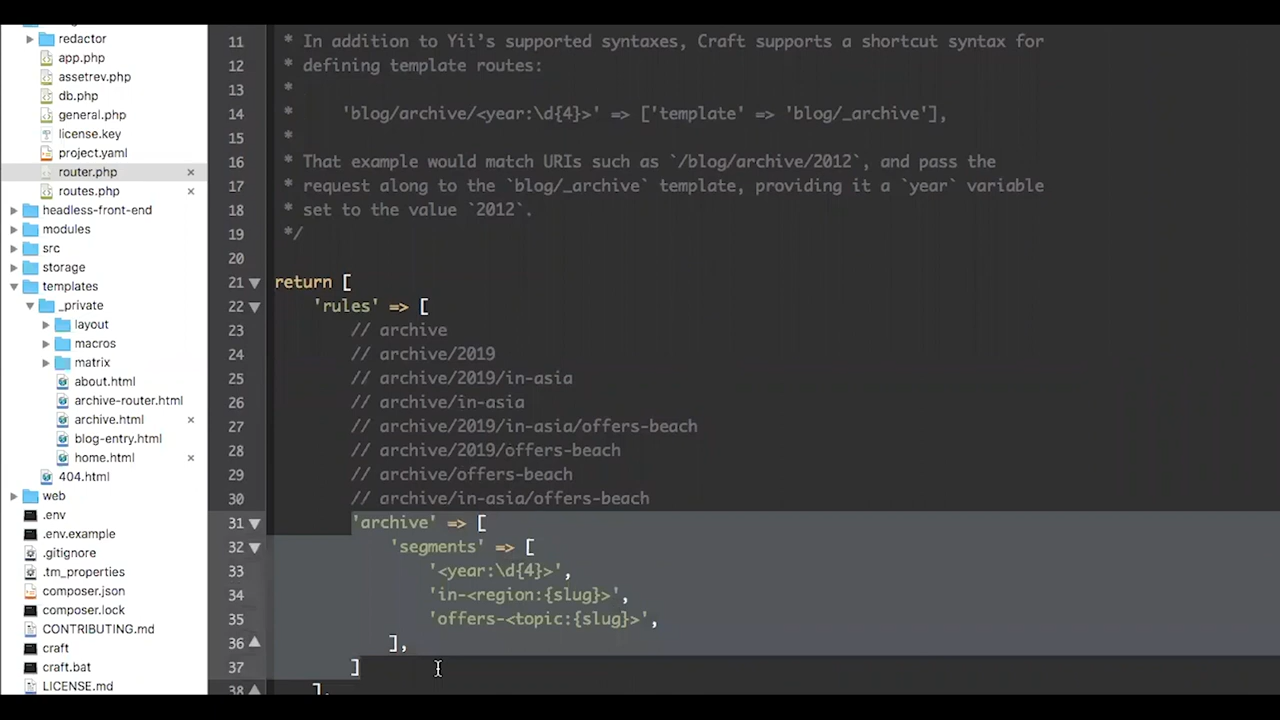 redactor
app.php
assetrev.php
db.php
general.php
license.key
project.yaml
router.php ×
routes.php ×
headless-front-end
modules
src
storage
templates
_private
layout
macros
matrix
about.html
archive-router.html
archive.html ×
blog-entry.html
home.html ×
404.html
web
.env
.env.example
.gitignore
.tm_properties
composer.json
composer.lock
CONTRIBUTING.md
craft
craft.bat
LICENSE.md
11 * In addition to Yii's supported syntaxes, Craft supports a shortcut syntax for
12 * defining template routes:
13 *
14 *     'blog/archive/<year:\d{4}>' => ['template' => 'blog/_archive'],
15 *
16 * That example would match URIs such as `/blog/archive/2012`, and pass the
17 * request along to the `blog/_archive` template, providing it a `year` variable
18 * set to the value `2012`.
19 */
20
21 return [
22     'rules' => [
23         // archive
24         // archive/2019
25         // archive/2019/in-asia
26         // archive/in-asia
27         // archive/2019/in-asia/offers-beach
28         // archive/2019/offers-beach
29         // archive/offers-beach
30         // archive/in-asia/offers-beach
31         'archive' => [
32             'segments' => [
33                 '<year:\d{4}>',
34                 'in-<region:{slug}>',
35                 'offers-<topic:{slug}>',
36             ],
37         ]
38     ],